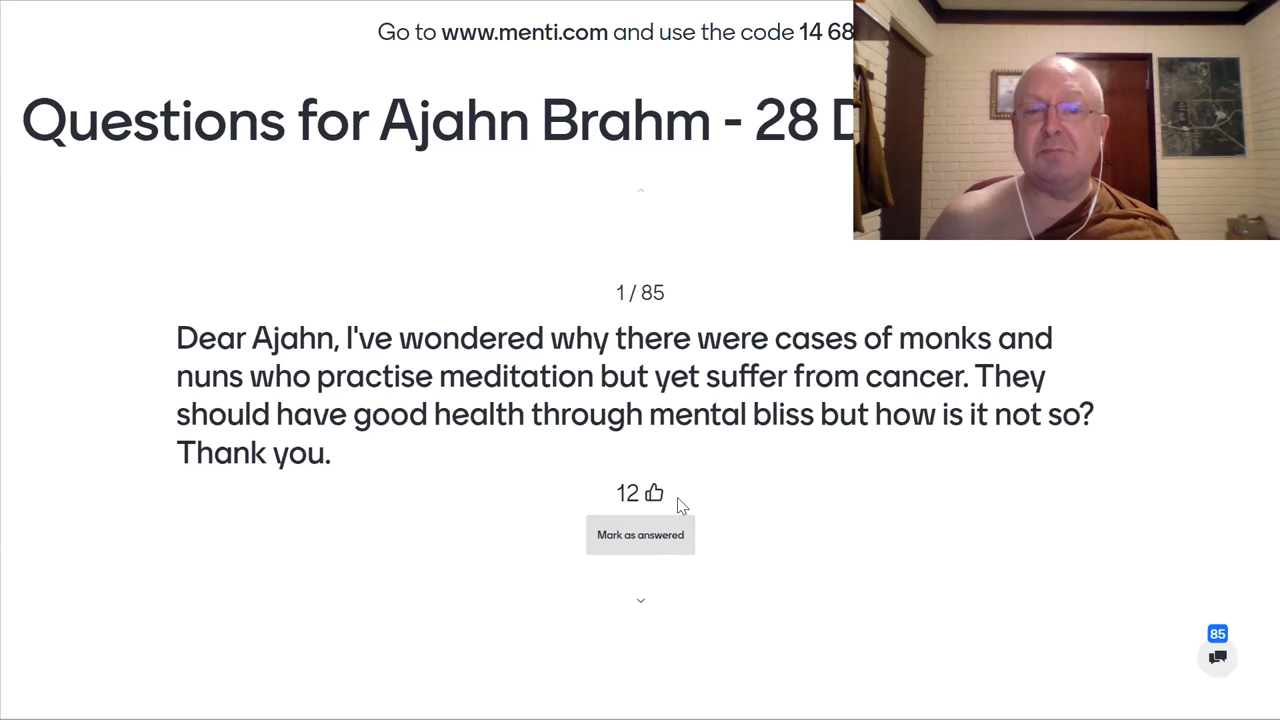 Go to www.menti.com and use the code 14 68
Questions for Ajahn Brahm - 28 D
1 / 85
Dear Ajahn, I've wondered why there were cases of monks and
nuns who practise meditation but yet suffer from cancer. They
should have good health through mental bliss but how is it not so?
Thank you.
12
Mark as answered
85